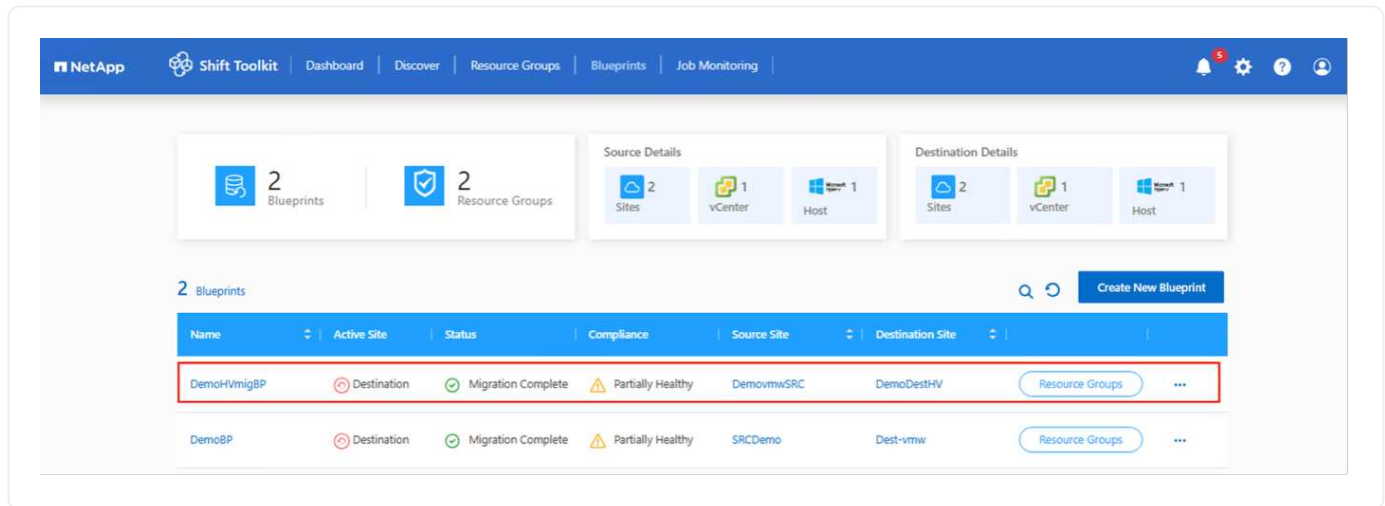 NetApp Shift Toolkit Dashboard Discover Resource Groups Blueprints Job Monitoring 5 ?
2
Blueprints
2
Resource Groups
Source Details
2
Sites
1
vCenter
Microsoft 1
Host
Destination Details
2
Sites
1
vCenter
Microsoft 1
Host
2 Blueprints
Create New Blueprint
Name Active Site Status Compliance Source Site Destination Site
DemoHVmigBP Destination Migration Complete Partially Healthy DemovmwSRC DemoDestHV Resource Groups ...
DemoBP Destination Migration Complete Partially Healthy SRCDemo Dest-vmw Resource Groups ...